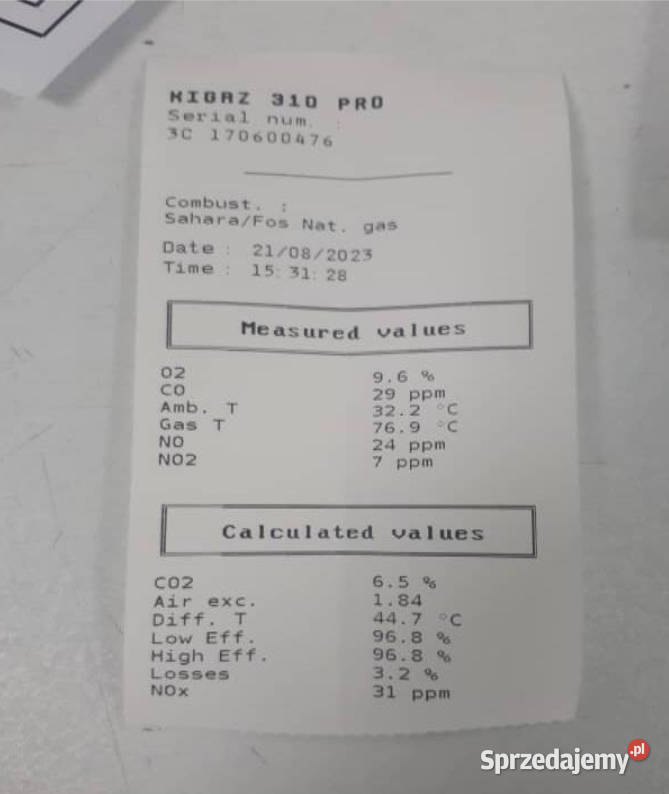 KIGAZ 310 PRO
Serial num. :
3C 170600476
Combust. :
Sahara/Fos Nat. gas
Date : 21/08/2023
Time : 15:31:28
Measured values
O2 9.6 %
CO 29 ppm
Amb. T 32.2 °C
Gas T 76.9 °C
NO 24 ppm
NO2 7 ppm
Calculated values
CO2 6.5 %
Air exc. 1.84
Diff. T 44.7 °C
Low Eff. 96.8 %
High Eff. 96.8 %
Losses 3.2 %
NOx 31 ppm
Sprzedajemy.pl